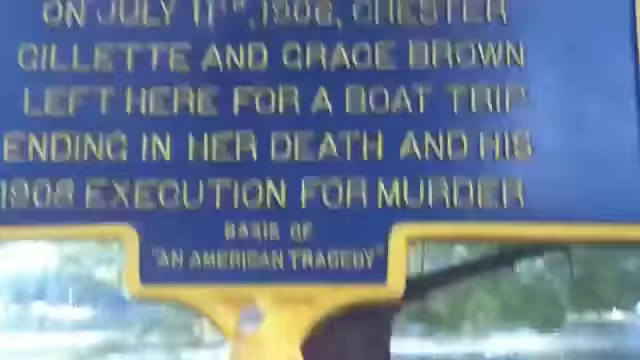 ON JULY 11TH, 1906, CHESTER
GILLETTE AND GRACE BROWN
LEFT HERE FOR A BOAT TRIP
ENDING IN HER DEATH AND HIS
1908 EXECUTION FOR MURDER
BASIS OF
"AN AMERICAN TRAGEDY"